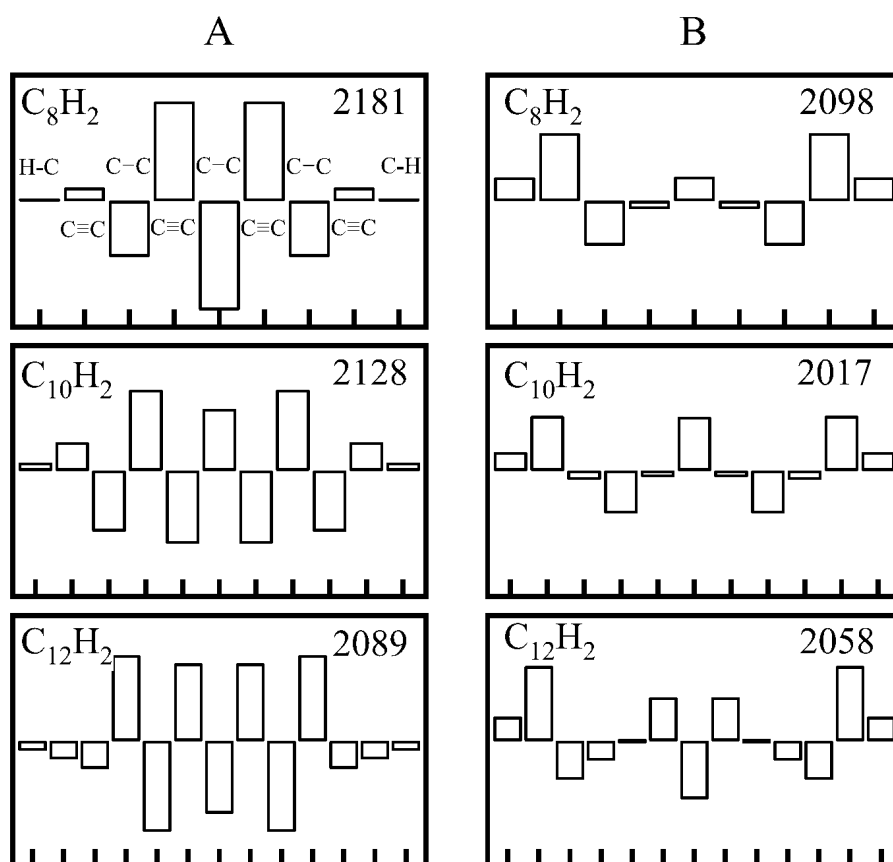 A
B
C₈H₂ 2181
H-C C−C C−C C−C C-H
C≡C C≡C C≡C C≡C
C₈H₂ 2098
C₁₀H₂ 2128
C₁₀H₂ 2017
C₁₂H₂ 2089
C₁₂H₂ 2058